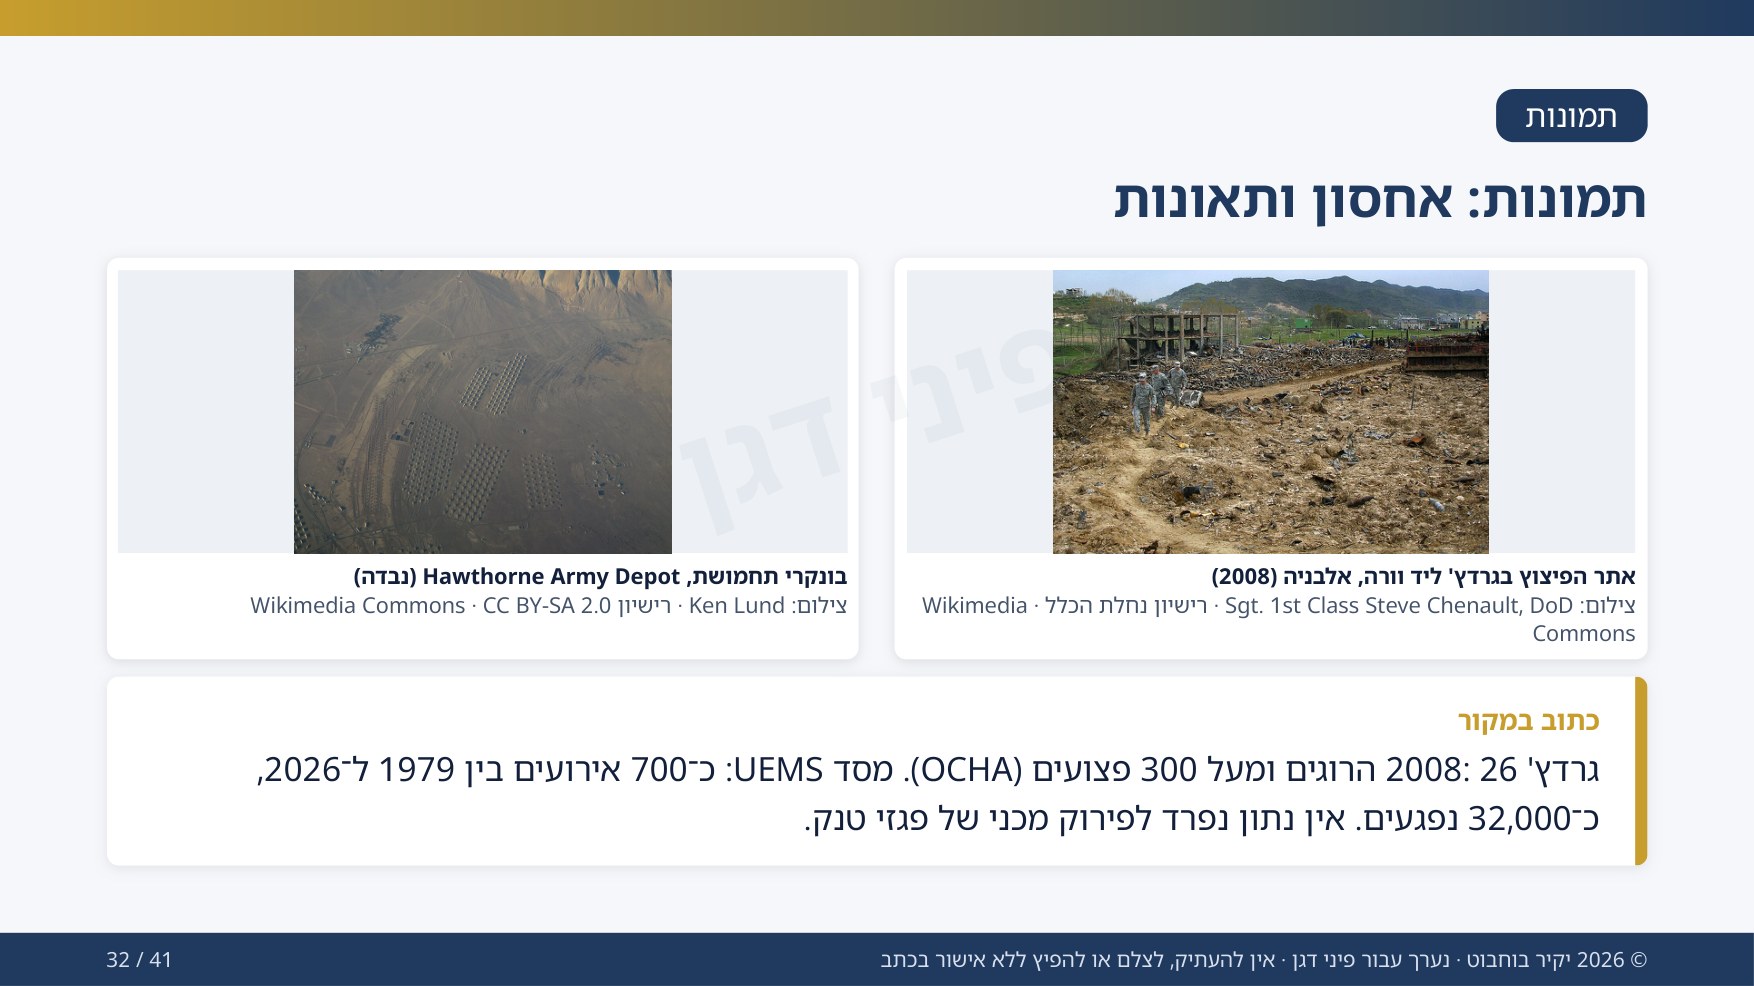 תמונות
תמונות: אחסון ותאונות
פיני דגן
אתר הפיצוץ בגרדץ' ליד וורה, אלבניה (2008)
צילום: Sgt. 1st Class Steve Chenault, DoD · רישיון נחלת הכלל · Wikimedia
Commons
בונקרי תחמושת, Hawthorne Army Depot (נבדה)
צילום: Ken Lund · רישיון CC BY-SA 2.0 · Wikimedia Commons
כתוב במקור
גרדץ' 2008: 26 הרוגים ומעל 300 פצועים (OCHA). מסד UEMS: כ־700 אירועים בין 1979 ל־2026,
כ־32,000 נפגעים. אין נתון נפרד לפירוק מכני של פגזי טנק.
© 2026 יקיר בוחבוט · נערך עבור פיני דגן · אין להעתיק, לצלם או להפיץ ללא אישור בכתב
32 / 41